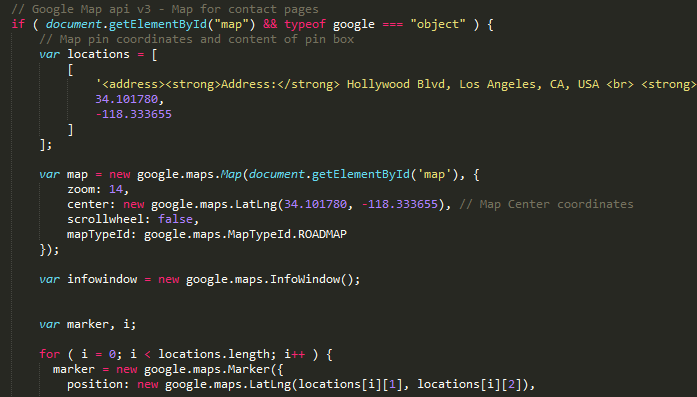 // Google Map api v3 - Map for contact pages
if ( document.getElementById("map") && typeof google === "object" ) {
// Map pin coordinates and content of pin box
var locations = [
[
'<address><strong>Address:</strong> Hollywood Blvd, Los Angeles, CA, USA <br> <strong>
34.101780,
-118.333655
]
];
var map = new google.maps.Map(document.getElementById('map'), {
zoom: 14,
center: new google.maps.LatLng(34.101780, -118.333655), // Map Center coordinates
scrollwheel: false,
mapTypeId: google.maps.MapTypeId.ROADMAP
});
var infowindow = new google.maps.InfoWindow();
var marker, i;
for ( i = 0; i < locations.length; i++ ) {
marker = new google.maps.Marker({
position: new google.maps.LatLng(locations[i][1], locations[i][2]),